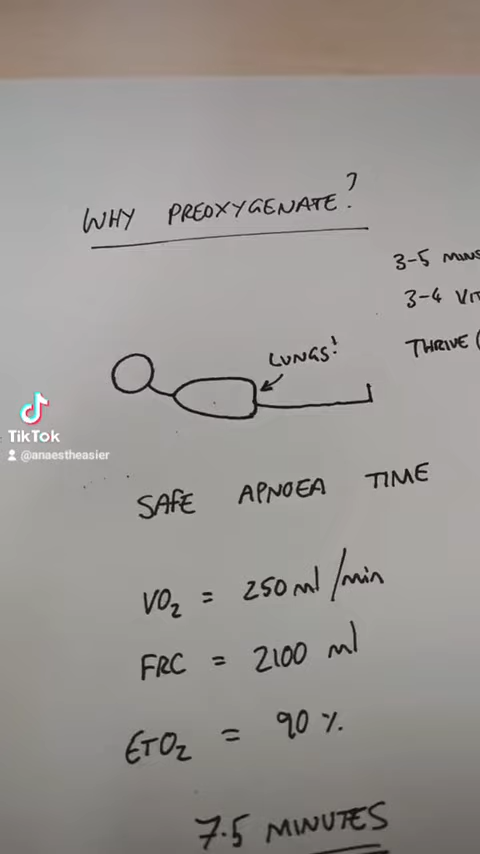 WHY PREOXYGENATE?
3-5 MINS
3-4 VIT
THRIVE (
LUNGS!
TikTok
@anaestheasier
SAFE APNOEA TIME
VO2 = 250 ml/min
FRC = 2100 ml
ETO2 = 90 %
7.5 MINUTES